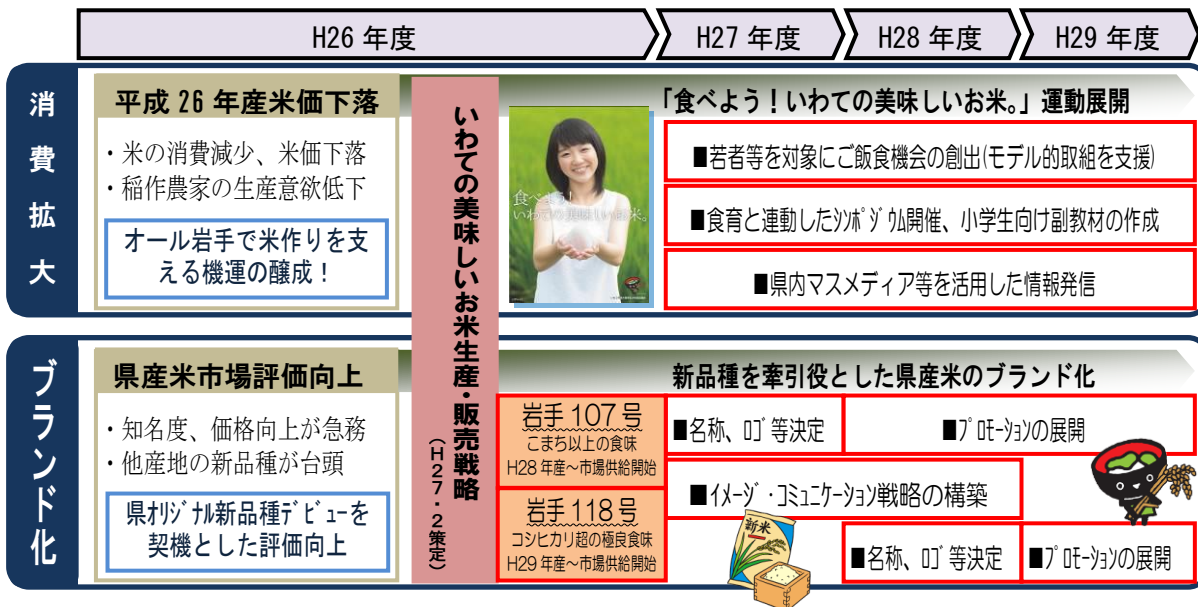 H26 年度
H27 年度
H28 年度
H29 年度
消費拡大
平成 26 年産米価下落
・米の消費減少、米価下落
・稲作農家の生産意欲低下
オール岩手で米作りを支
える機運の醸成！
いわての美味しいお米生産・販売戦略
（H27・2策定）
「食べよう！いわての美味しいお米。」運動展開
食べよう！
いわての美味しいお米。
■若者等を対象にご飯食機会の創出(モデル的取組を支援)
■食育と連動したｼﾝﾎﾟｼﾞｳﾑ開催、小学生向け副教材の作成
■県内マスメディア等を活用した情報発信
ブランド化
県産米市場評価向上
・知名度、価格向上が急務
・他産地の新品種が台頭
県ｵﾘｼﾞﾅﾙ新品種ﾃﾞﾋﾞｭｰを
契機とした評価向上
新品種を牽引役とした県産米のブランド化
岩手 107 号
こまち以上の食味
H28 年産～市場供給開始
■名称、ﾛｺﾞ等決定
■ﾌﾟﾛﾓｰｼｮﾝの展開
■ｲﾒｰｼﾞ・ｺﾐｭﾆｹｰｼｮﾝ戦略の構築
岩手 118 号
コシヒカリ超の極良食味
H29 年産～市場供給開始
新米
■名称、ﾛｺﾞ等決定
■ﾌﾟﾛﾓｰｼｮﾝの展開